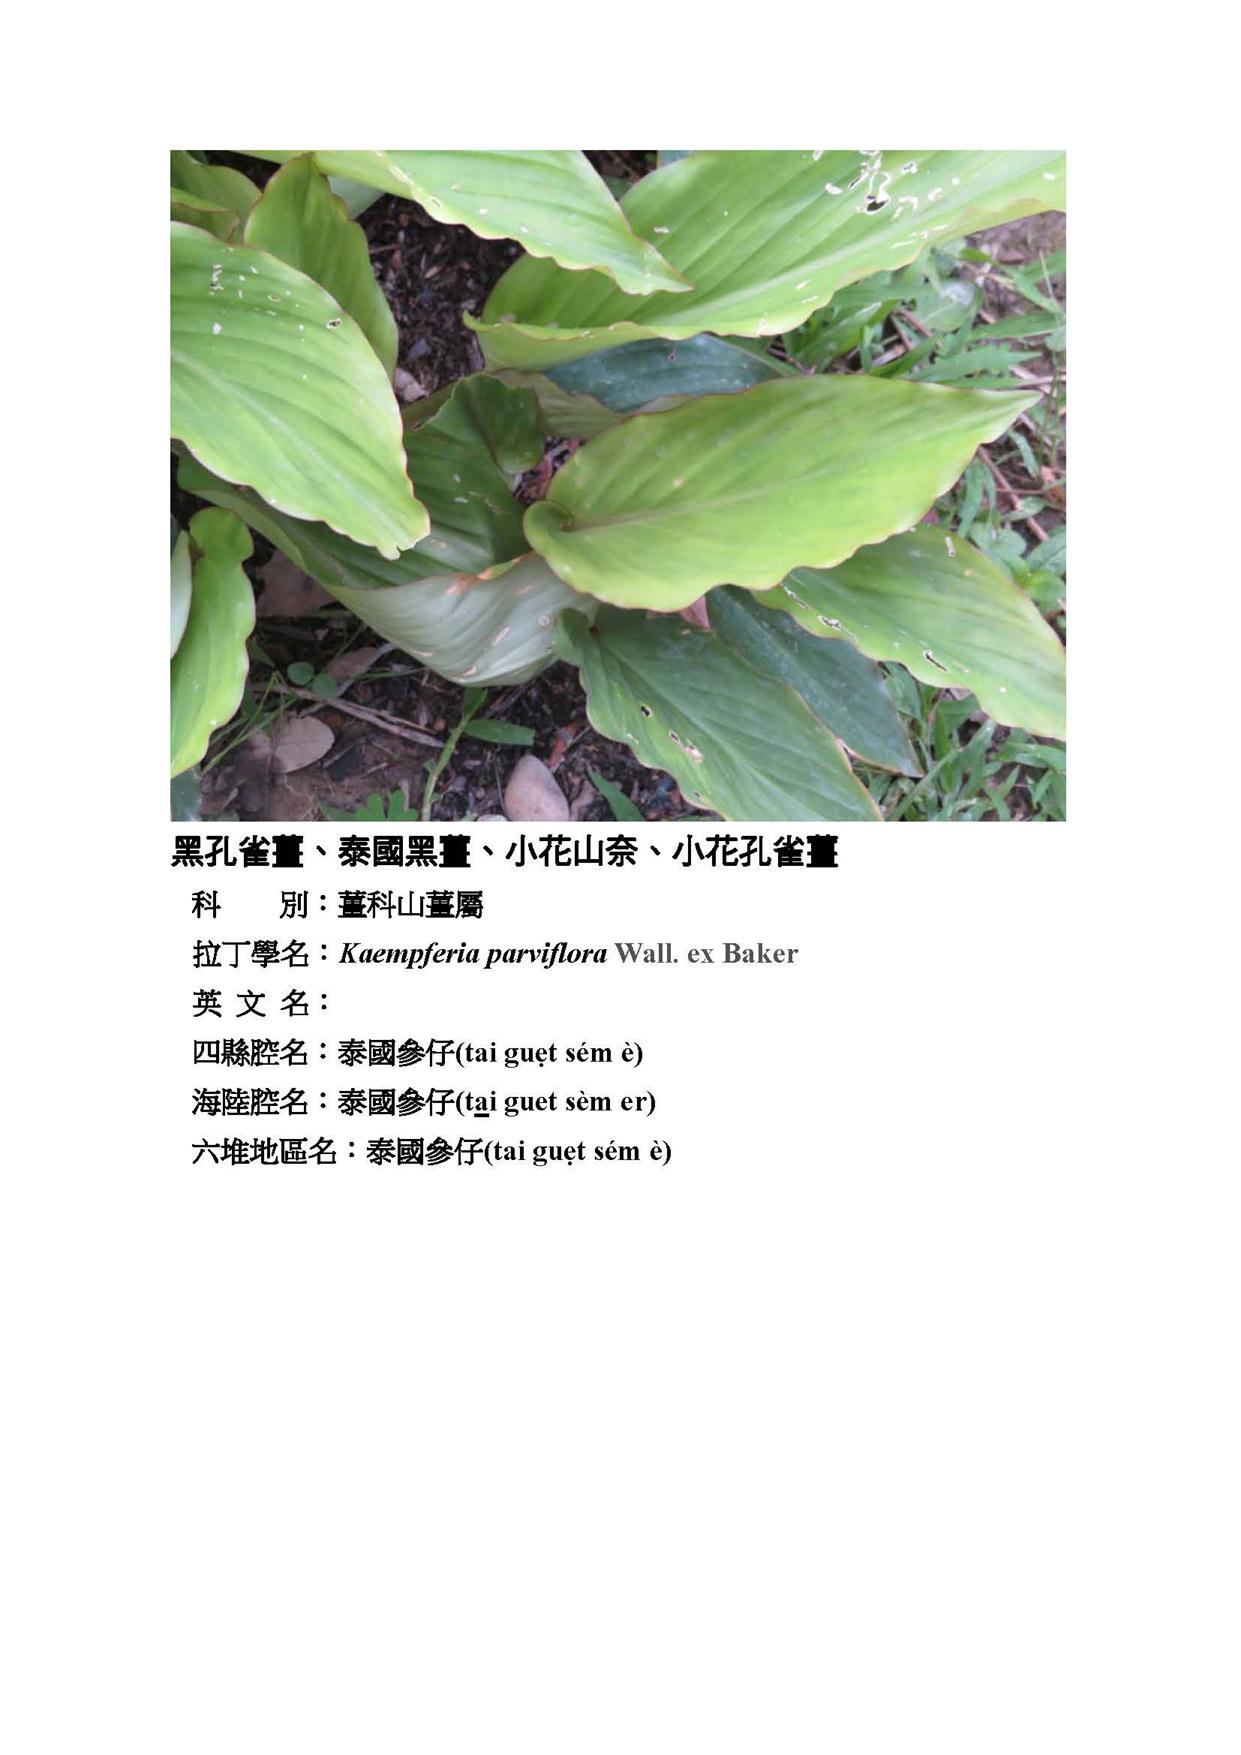 黑孔雀薑、泰國黑薑、小花山奈、小花孔雀薑
科　　別：薑科山薑屬
拉丁學名：Kaempferia parviflora Wall. ex Baker
英 文 名：
四縣腔名：泰國參仔(tai guẹt sém è)
海陸腔名：泰國參仔(ta̲i guet sèm er)
六堆地區名：泰國參仔(tai guẹt sém è)